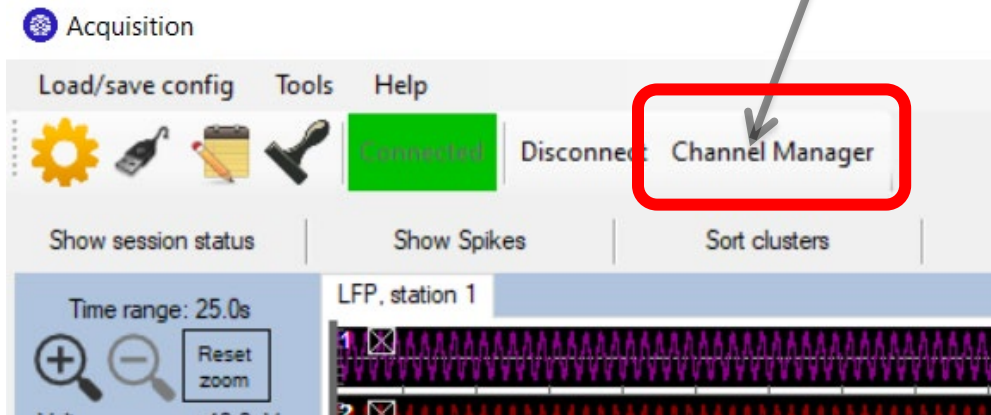 Acquisition
Load/save config Tools Help
Connected Disconnect Channel Manager
Show session status Show Spikes Sort clusters
LFP, station 1
Time range: 25.0s
Reset
zoom
1
2